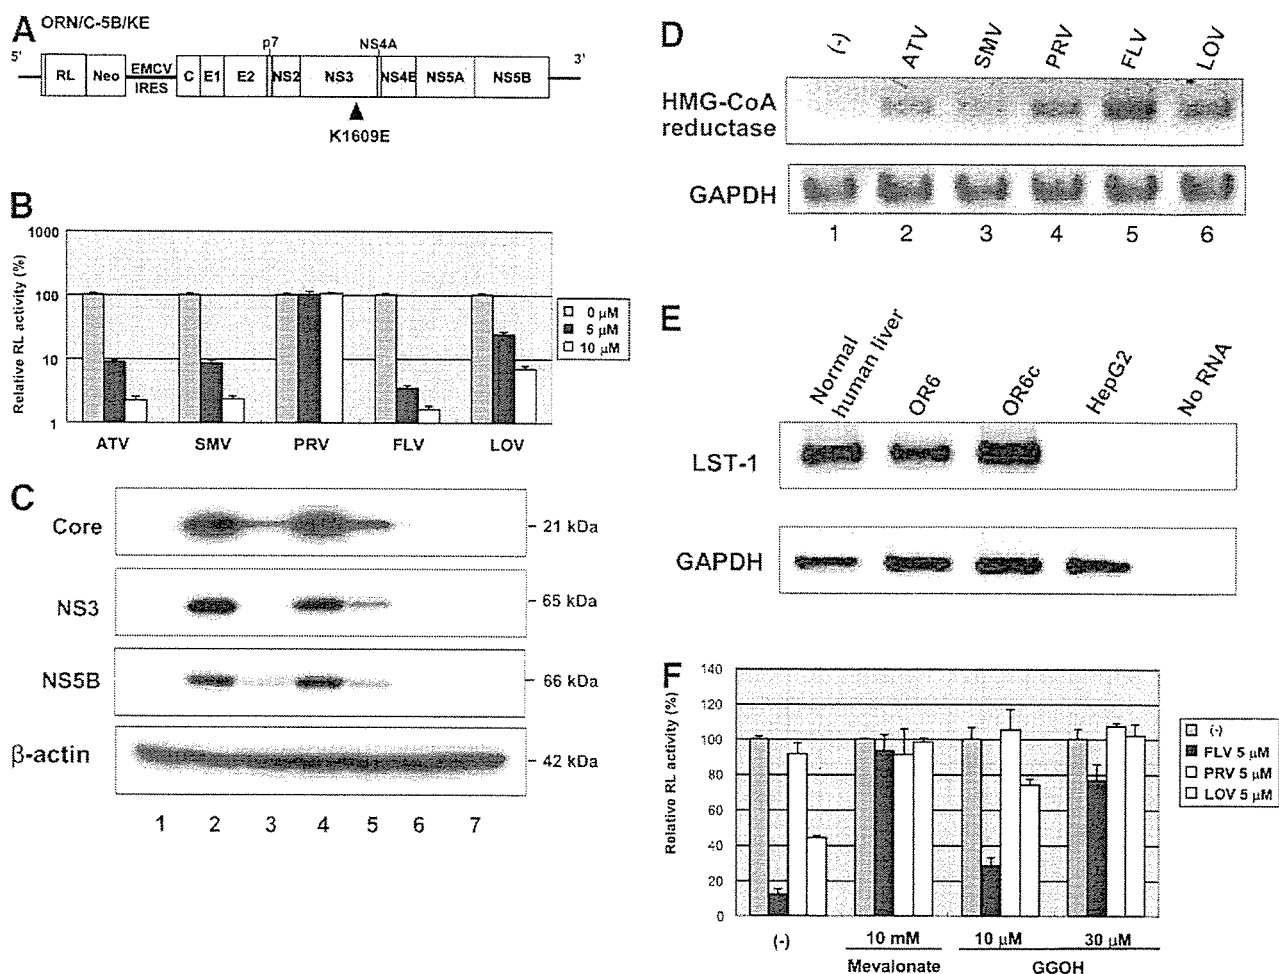 A ORN/C-5B/KE
p7 NS4A
5' 3'
RL Neo EMCV IRES C E1 E2 NS2 NS3 NS4B NS5A NS5B
K1609E
B
Relative RL activity (%)
1000
100
10
1
ATV SMV PRV FLV LOV
0 μM
5 μM
10 μM
C
Core 21 kDa
NS3 65 kDa
NS5B 66 kDa
β-actin 42 kDa
1 2 3 4 5 6 7
D
(-) ATV SMV PRV FLV LOV
HMG-CoA
reductase
GAPDH
1 2 3 4 5 6
E
Normal
human liver
OR6 OR6c HepG2 No RNA
LST-1
GAPDH
F
Relative RL activity (%)
140
120
100
80
60
40
20
0
(-) 10 mM 10 μM 30 μM
Mevalonate GGOH
(-)
FLV 5 μM
PRV 5 μM
LOV 5 μM